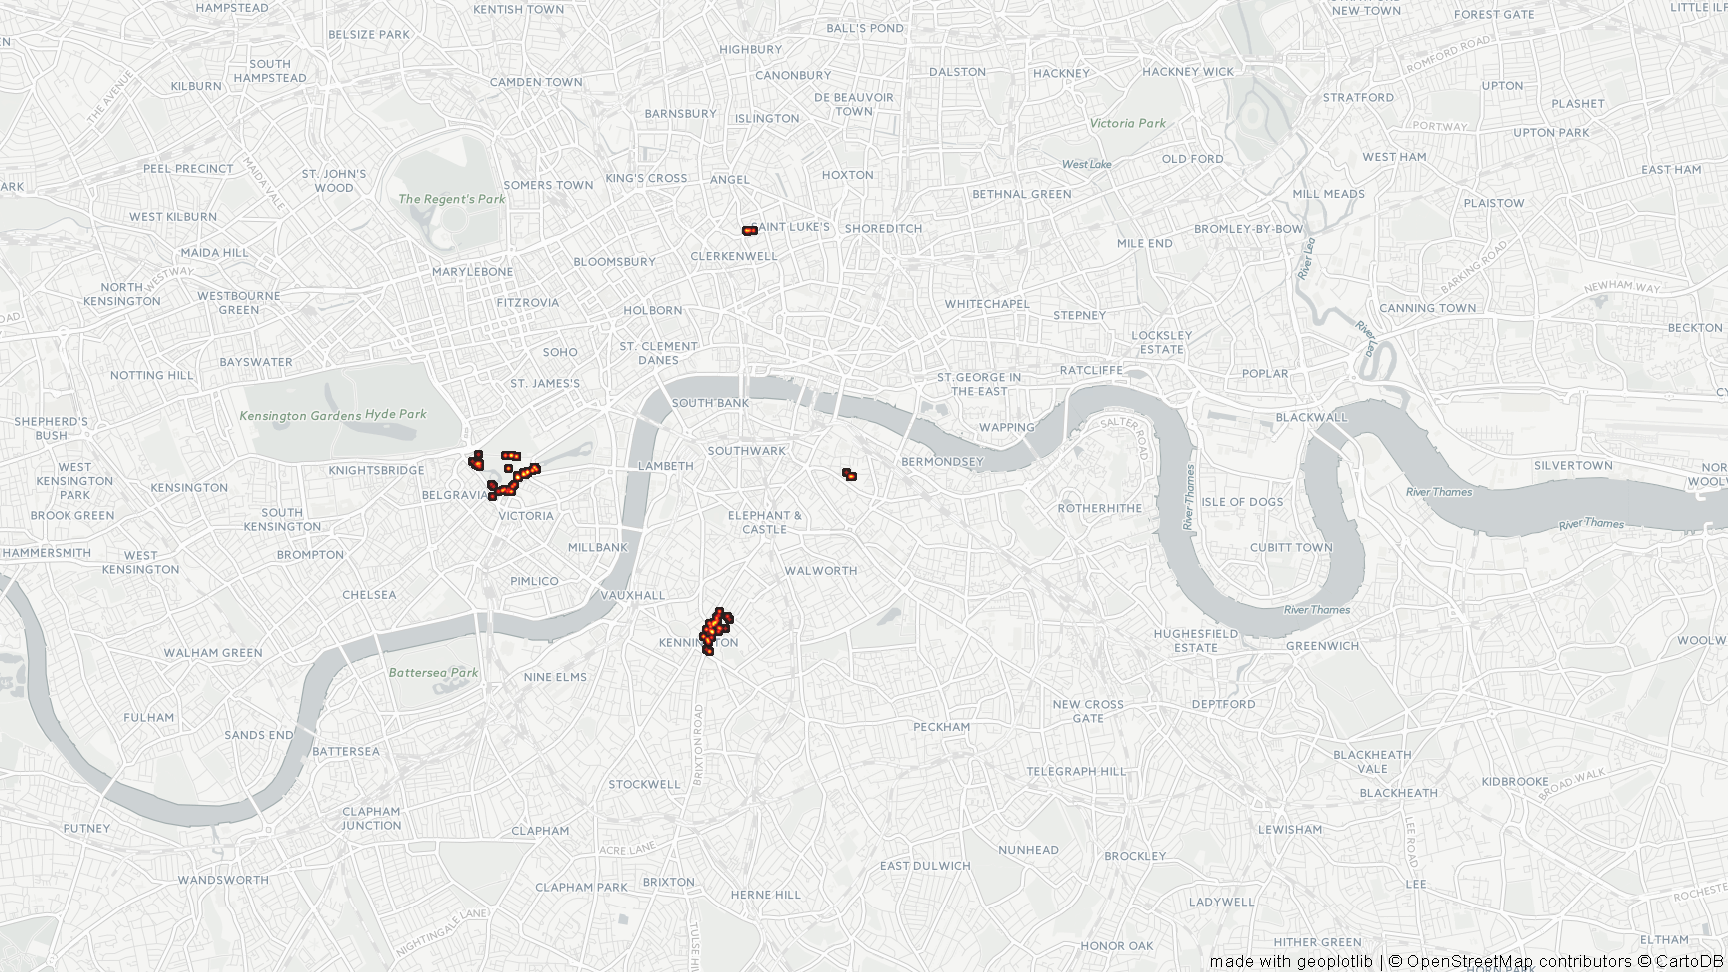 HAMPSTEAD
KENTISH TOWN
NEW TOWN
FOREST GATE
BELSIZE PARK
BALL'S POND
ROMFORD ROAD
HIGHBURY
SOUTH
HAMPSTEAD
CAMDEN TOWN
CANONBURY
DALSTON
HACKNEY
HACKNEY WICK
KILBURN
THE AVENUE
UPTON
DE BEAUVOIR
TOWN
STRATFORD
PLASHET
BARNSBURY
ISLINGTON
Victoria Park
PORTWAY
UPTON PARK
PEEL PRECINCT
MAIDA VALE
ST. JOHN'S
WOOD
SOMERS TOWN
KING'S CROSS
ANGEL
HOXTON
West Lake
OLD FORD
WEST HAM
EAST HAM
The Regent's Park
BETHNAL GREEN
MILL MEADS
PLAISTOW
WEST KILBURN
AINT LUKE'S
SHOREDITCH
BROMLEY-BY-BOW
MAIDA HILL
CLERKENWELL
MILE END
River Lea
BARKING ROAD
MARYLEBONE
BLOOMSBURY
WESTWAY
NORTH
KENSINGTON
WESTBOURNE
GREEN
FITZROVIA
HOLBORN
WHITECHAPEL
STEPNEY
CANNING TOWN
NEWHAM WAY
BECKTON
LOCKSLEY
ESTATE
River Lea
SOHO
ST. CLEMENT
DANES
BAYSWATER
NOTTING HILL
ST. JAMES'S
ST.GEORGE IN
THE-EAST
RATCLIFFE
POPLAR
SOUTH BANK
Kensington Gardens
Hyde Park
SHEPHERD'S
BUSH
WAPPING
SALTER ROAD
BLACKWALL
SOUTHWARK
BERMONDSEY
KNIGHTSBRIDGE
LAMBETH
WEST
KENSINGTON
PARK
KENSINGTON
BELGRAVIA
SILVERTOWN
River Thames
River Thames
BROOK GREEN
SOUTH
KENSINGTON
VICTORIA
ELEPHANT &
CASTLE
ROTHERHITHE
ISLE OF DOGS
River Thames
HAMMERSMITH
WEST
KENSINGTON
BROMPTON
MILLBANK
CUBITT TOWN
PIMLICO
WALWORTH
CHELSEA
VAUXHALL
River Thames
WALHAM GREEN
KENNINGTON
HUGHESFIELD
ESTATE
GREENWICH
Battersea Park
NINE ELMS
FULHAM
SANDS END
BRIXTON ROAD
NEW CROSS
GATE
DEPTFORD
BATTERSEA
PECKHAM
BLACKHEATH
VALE
STOCKWELL
TELEGRAPH HILL
KIDBROOKE
BROAD WALK
BLACKHEATH
CLAPHAM
JUNCTION
CLAPHAM
LEWISHAM
LEE ROAD
ACRE LANE
NUNHEAD
BROCKLEY
EAST DULWICH
WANDSWORTH
CLAPHAM PARK
BRIXTON
HERNE HILL
LEE
LADYWELL
NIGHTINGALE LANE
HONOR OAK
HITHER GREEN
ELTHAM
made with geoplotlib | © OpenStreetMap contributors © CartoDB